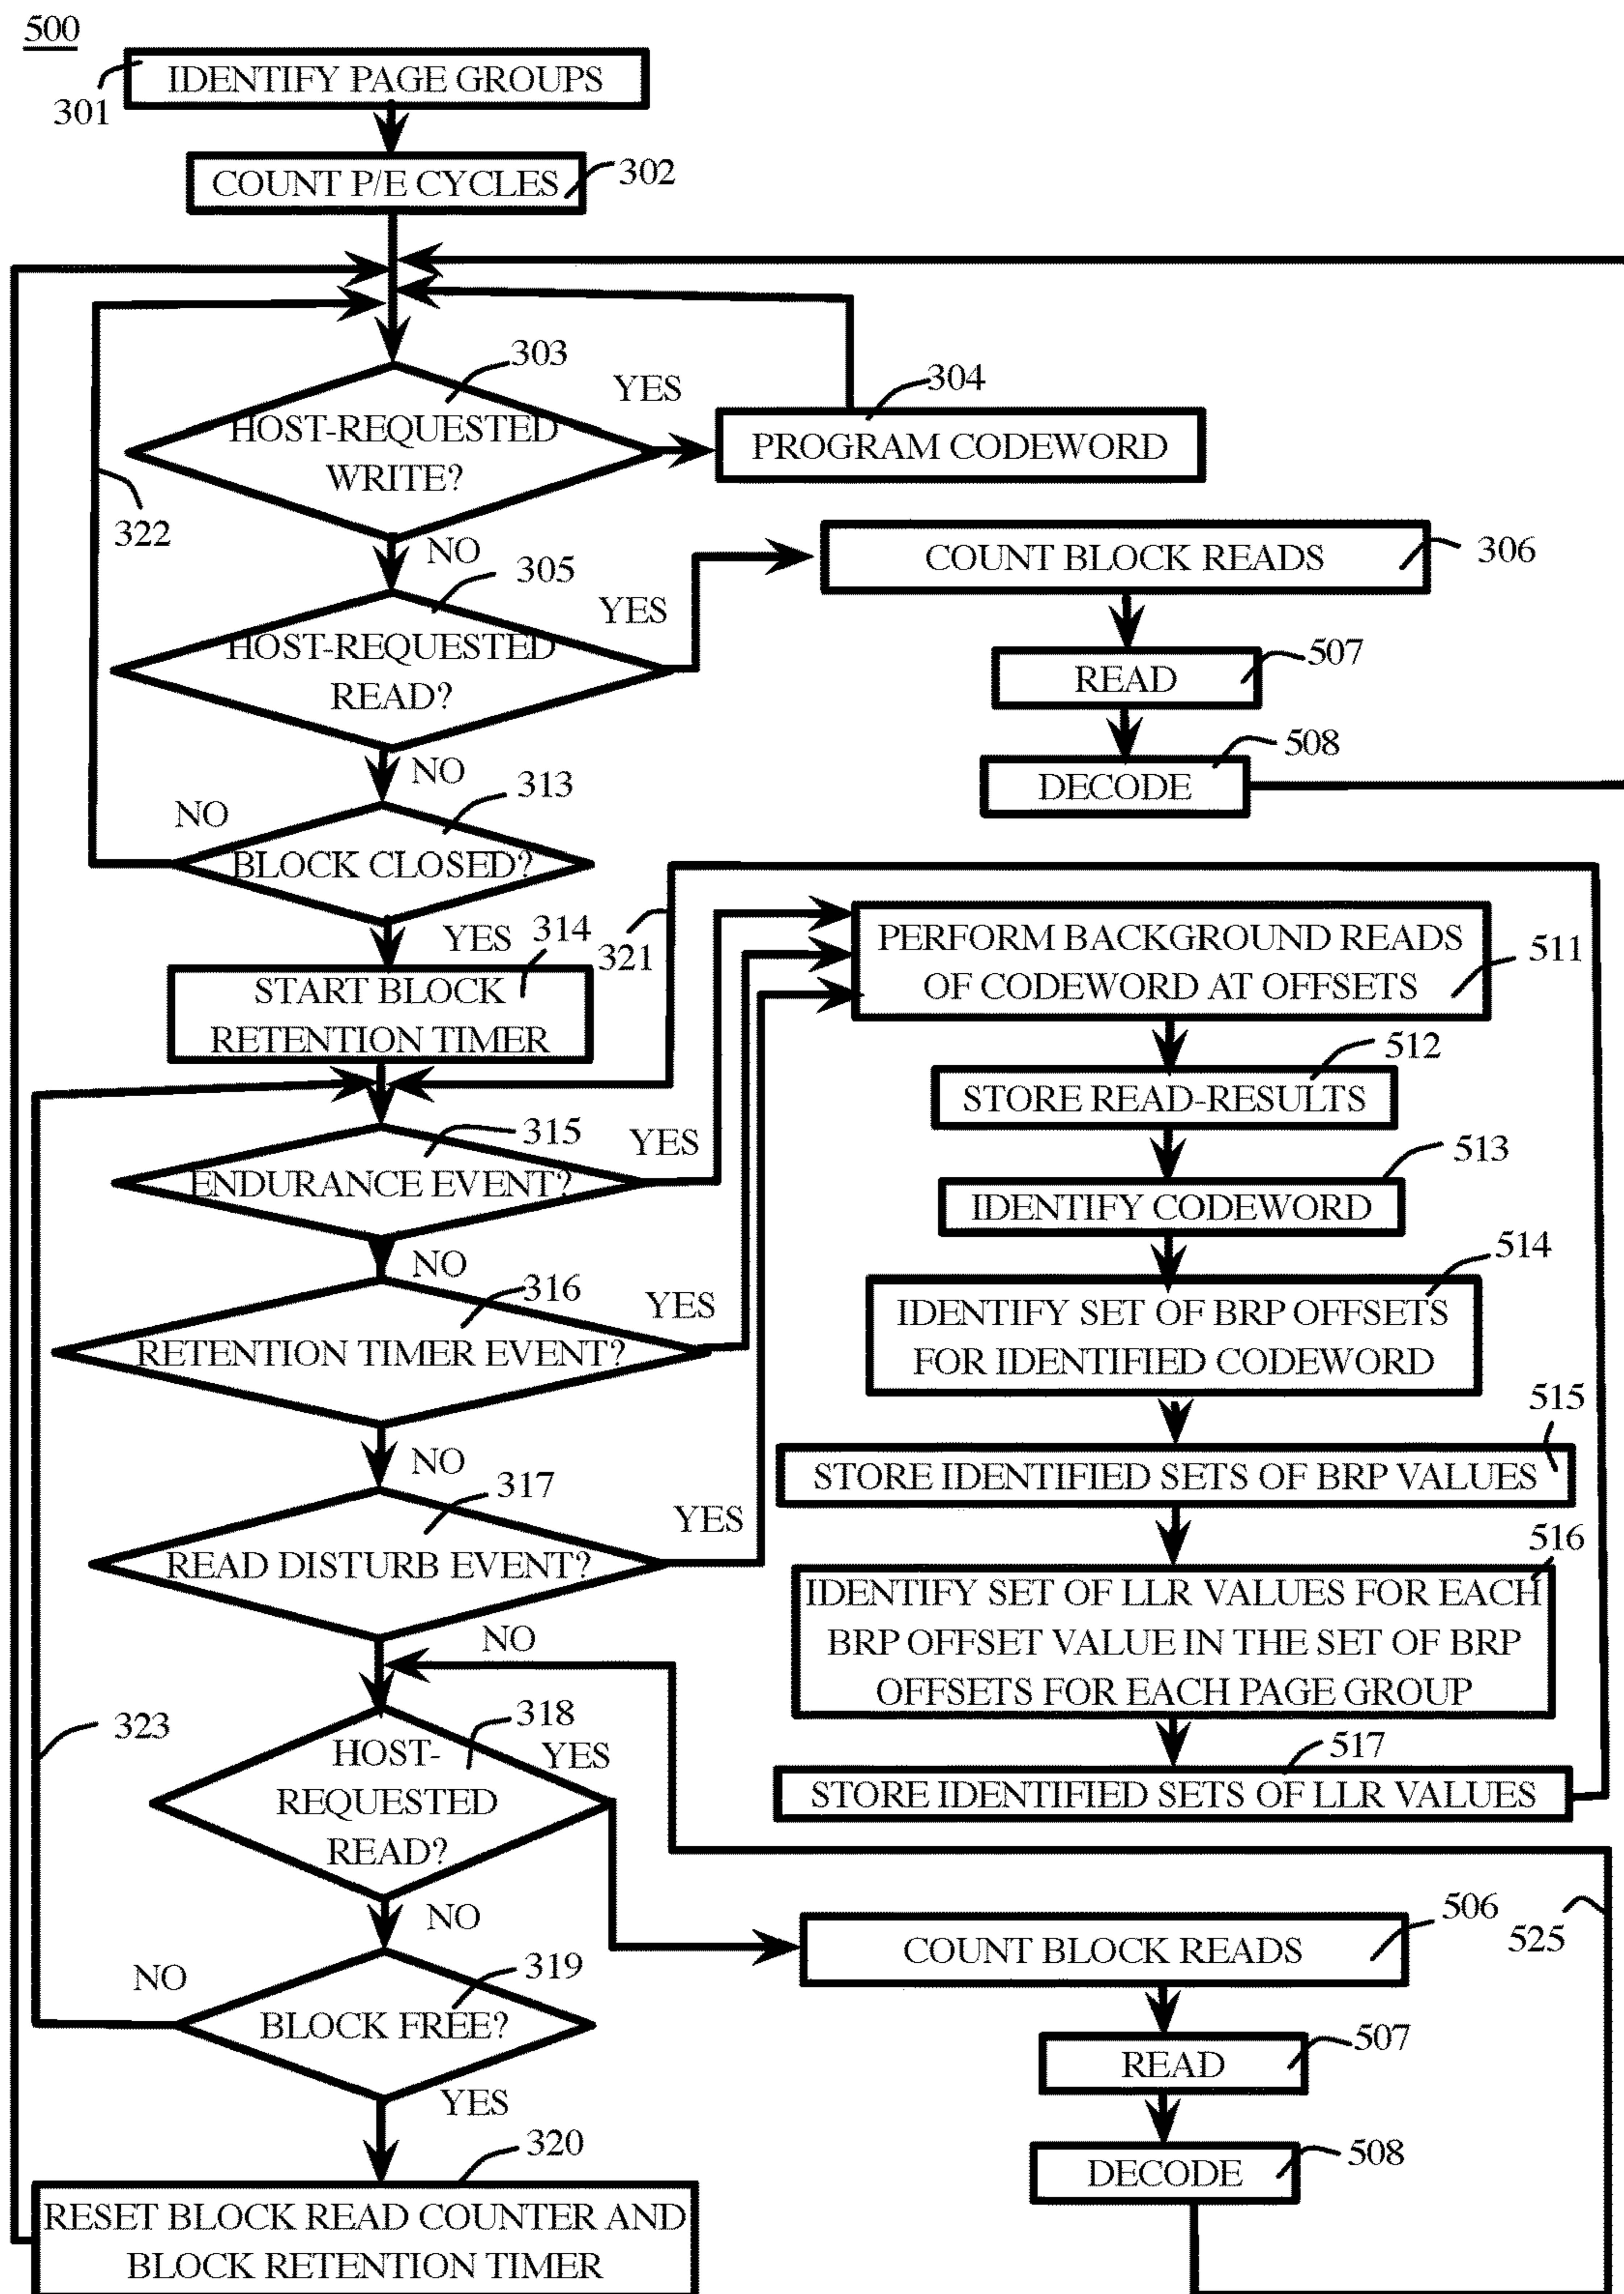 500
IDENTIFY PAGE GROUPS
301
COUNT P/E CYCLES
302
303
YES
HOST-REQUESTED
WRITE?
304
PROGRAM CODEWORD
322
NO
305
YES
HOST-REQUESTED
READ?
COUNT BLOCK READS
306
READ
507
DECODE
508
NO
313
NO
BLOCK CLOSED?
YES
314
321
START BLOCK
RETENTION TIMER
PERFORM BACKGROUND READS
OF CODEWORD AT OFFSETS
511
512
STORE READ-RESULTS
315
YES
ENDURANCE EVENT?
513
IDENTIFY CODEWORD
NO
316
YES
RETENTION TIMER EVENT?
514
IDENTIFY SET OF BRP OFFSETS
FOR IDENTIFIED CODEWORD
515
STORE IDENTIFIED SETS OF BRP VALUES
NO
317
YES
READ DISTURB EVENT?
516
IDENTIFY SET OF LLR VALUES FOR EACH
BRP OFFSET VALUE IN THE SET OF BRP
OFFSETS FOR EACH PAGE GROUP
NO
517
STORE IDENTIFIED SETS OF LLR VALUES
323
318
YES
HOST-
REQUESTED
READ?
NO
506
COUNT BLOCK READS
525
NO
319
BLOCK FREE?
READ
507
YES
DECODE
508
320
RESET BLOCK READ COUNTER AND
BLOCK RETENTION TIMER